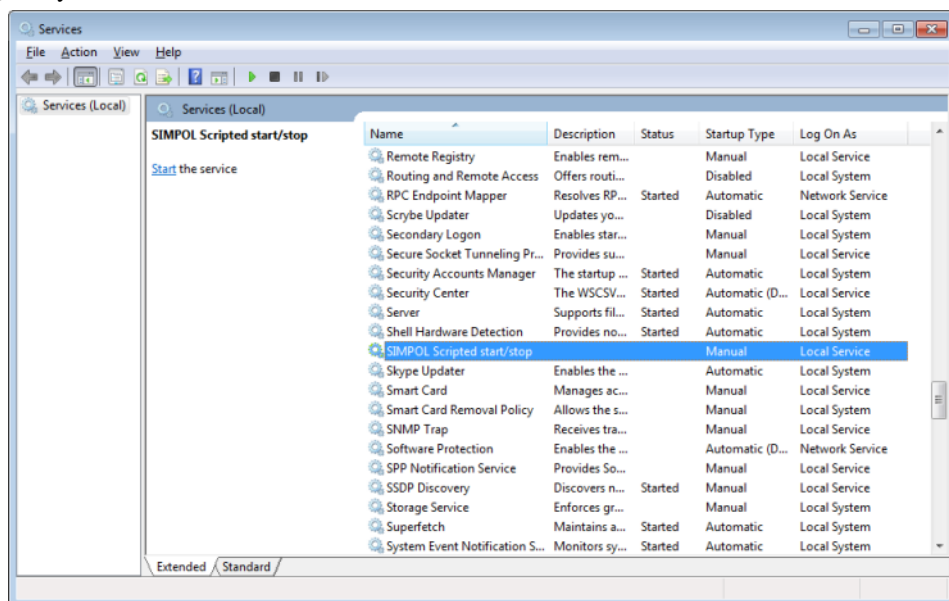 Services
File Action View Help
Services (Local)
Services (Local)
SIMPOL Scripted start/stop
Start the service
Name Description Status Startup Type Log On As
Remote Registry Enables rem... Manual Local Service
Routing and Remote Access Offers routi... Disabled Local System
RPC Endpoint Mapper Resolves RP... Started Automatic Network Service
Scrybe Updater Updates yo... Disabled Local System
Secondary Logon Enables star... Manual Local System
Secure Socket Tunneling Pr... Provides su... Manual Local Service
Security Accounts Manager The startup ... Started Automatic Local System
Security Center The WSCSV... Started Automatic (D... Local Service
Server Supports fil... Started Automatic Local System
Shell Hardware Detection Provides no... Started Automatic Local System
SIMPOL Scripted start/stop Manual Local Service
Skype Updater Enables the ... Automatic Local System
Smart Card Manages ac... Manual Local Service
Smart Card Removal Policy Allows the s... Manual Local System
SNMP Trap Receives tra... Manual Local Service
Software Protection Enables the ... Automatic (D... Network Service
SPP Notification Service Provides So... Manual Local Service
SSDP Discovery Discovers n... Started Manual Local Service
Storage Service Enforces gr... Manual Local System
Superfetch Maintains a... Started Automatic Local System
System Event Notification S... Monitors sy... Started Automatic Local System
Extended Standard